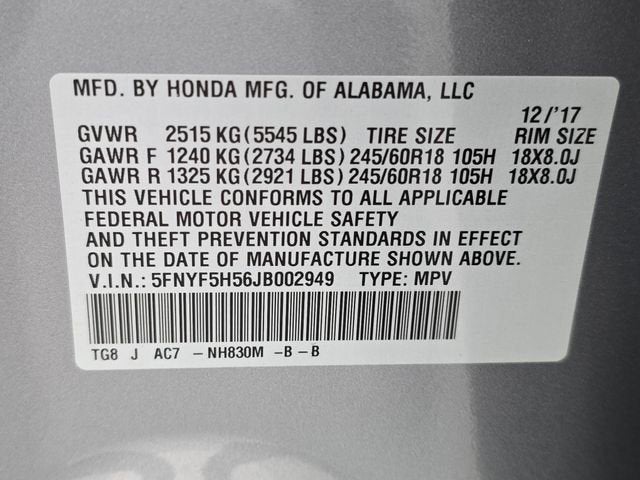 MFD. BY HONDA MFG. OF ALABAMA, LLC
12/'17
GVWR 2515 KG(5545 LBS) TIRE SIZE RIM SIZE
GAWR F 1240 KG(2734 LBS)245/60R18 105H 18X8.0J
GAWR R 1325 KG(2921 LBS)245/60R18 105H 18X8.0J
THIS VEHICLE CONFORMS TO ALL APPLICABLE
FEDERAL MOTOR VEHICLE SAFETY
AND THEFT PREVENTION STANDARDS IN EFFECT
ON THE DATE OF MANUFACTURE SHOWN ABOVE.
V.I.N.: 5FNYF5H56JB002949 TYPE: MPV
TG8 J AC7 -NH830M -B-B